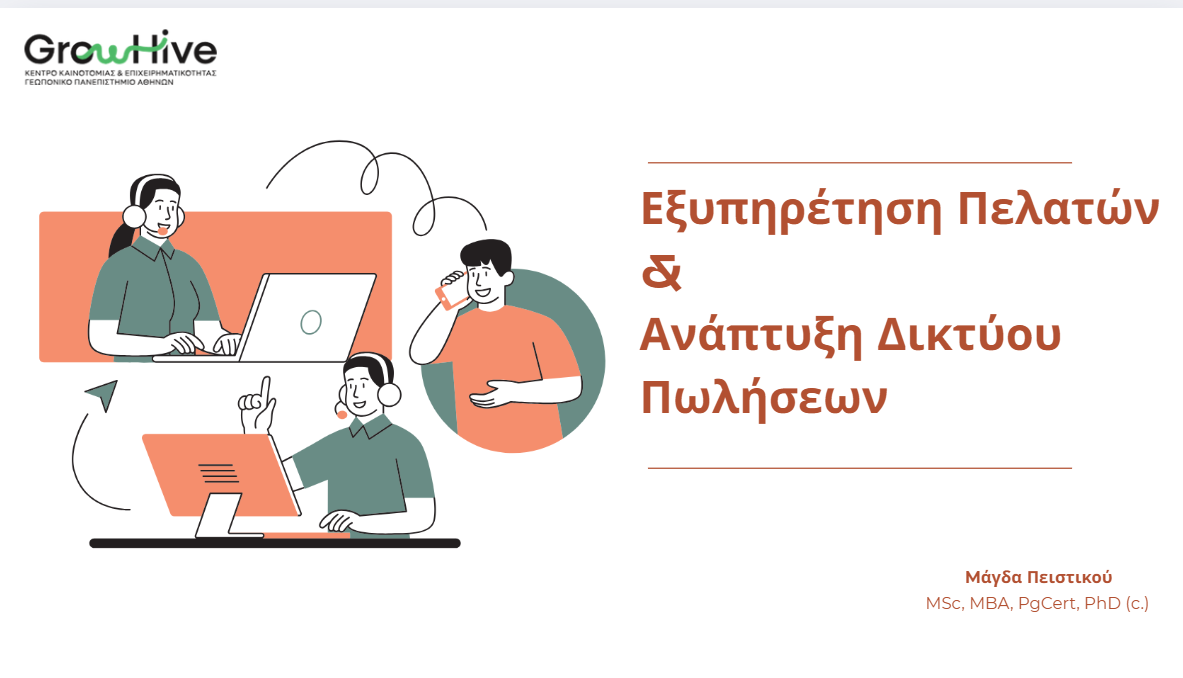 GrowHive
ΚΕΝΤΡΟ ΚΑΙΝΟΤΟΜΙΑΣ & ΕΠΙΧΕΙΡΗΜΑΤΙΚΟΤΗΤΑΣ
ΓΕΩΠΟΝΙΚΟ ΠΑΝΕΠΙΣΤΗΜΙΟ ΑΘΗΝΩΝ
Εξυπηρέτηση Πελατών
&
Ανάπτυξη Δικτύου
Πωλήσεων
Μάγδα Πειστικού
MSc, MBA, PgCert, PhD (c.)